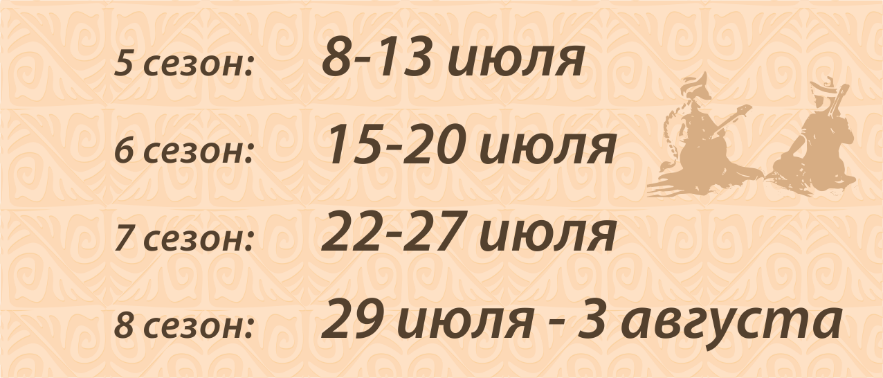 5 сезон: 8-13 июля
6 сезон: 15-20 июля
7 сезон: 22-27 июля
8 сезон: 29 июля - 3 августа